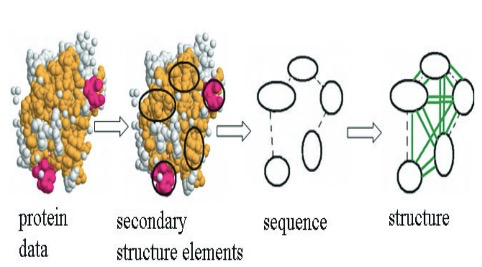 protein
data
secondary
structure elements
sequence
structure